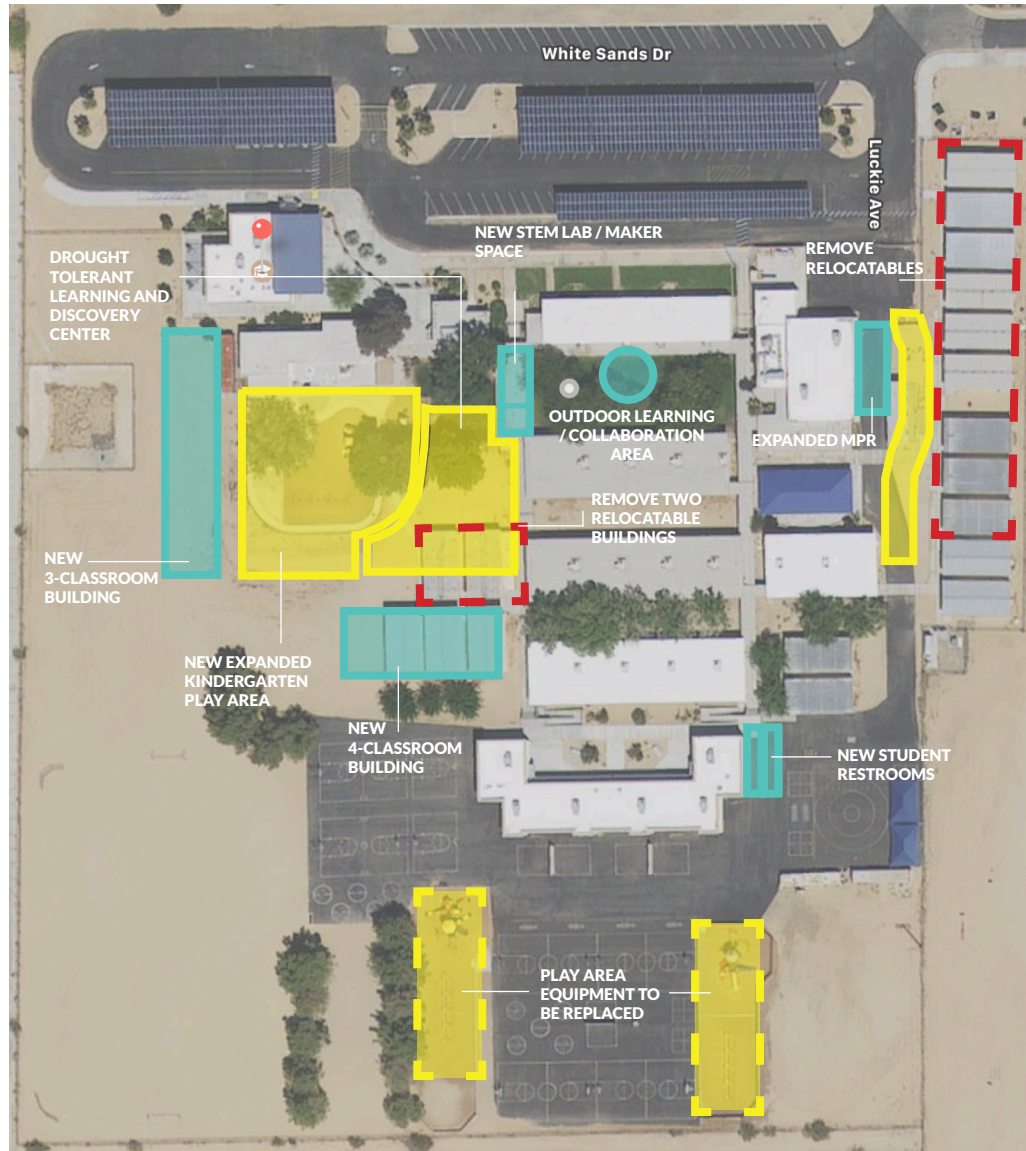 White Sands Dr
Luckie Ave
NEW STEM LAB / MAKER
SPACE
REMOVE
RELOCATABLES
DROUGHT
TOLERANT
LEARNING AND
DISCOVERY
CENTER
OUTDOOR LEARNING
/ COLLABORATION
AREA
EXPANDED MPR
REMOVE TWO
RELOCATABLE
BUILDINGS
NEW
3-CLASSROOM
BUILDING
NEW EXPANDED
KINDERGARTEN
PLAY AREA
NEW
4-CLASSROOM
BUILDING
NEW STUDENT
RESTROOMS
PLAY AREA
EQUIPMENT TO
BE REPLACED